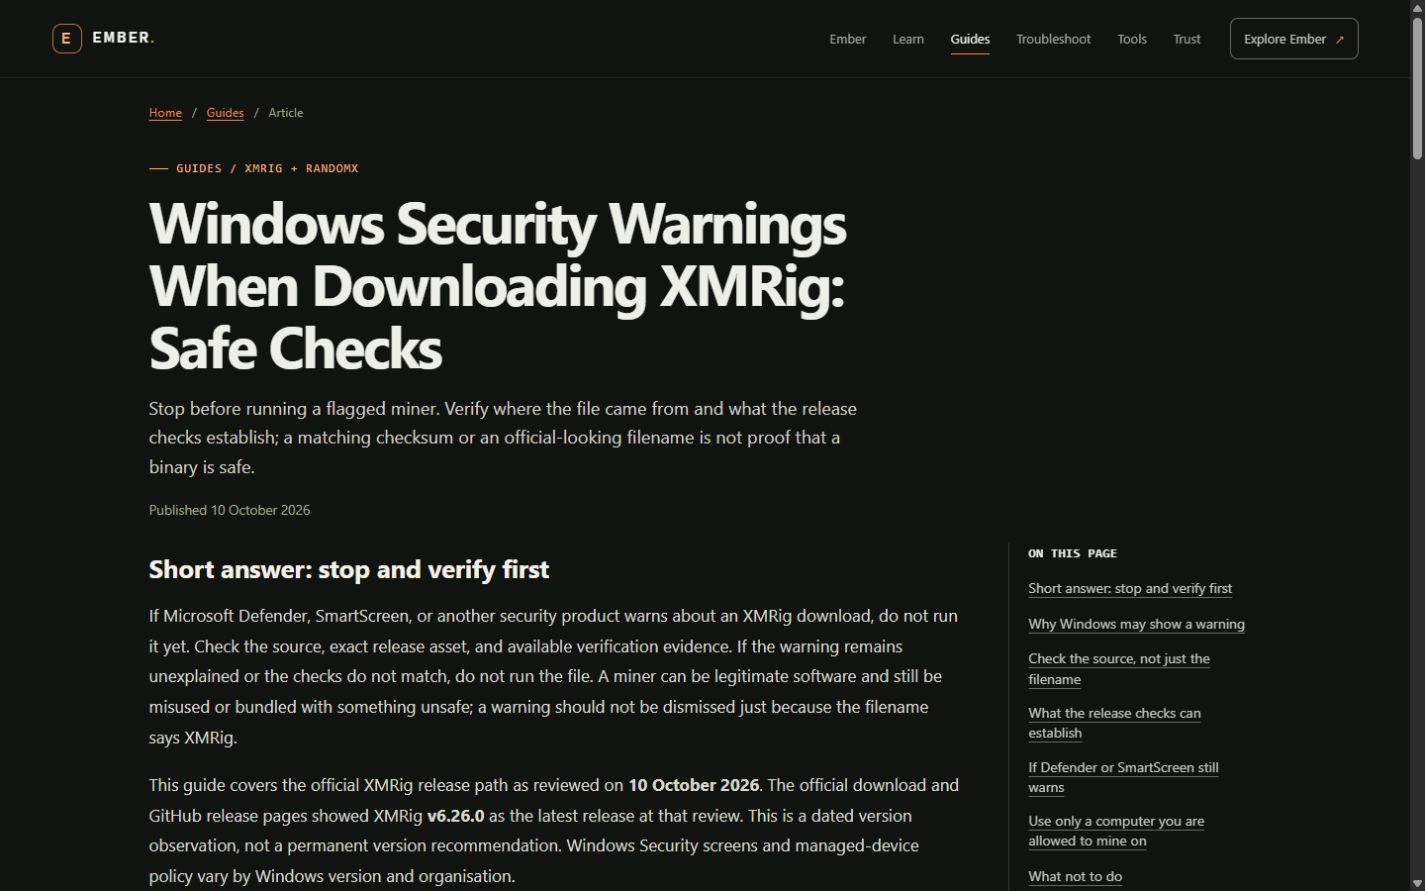 E EMBER.
Ember Learn Guides Troubleshoot Tools Trust Explore Ember ↗
Home / Guides / Article
GUIDES / XMRIG + RANDOMX
Windows Security Warnings
When Downloading XMRig:
Safe Checks
Stop before running a flagged miner. Verify where the file came from and what the release
checks establish; a matching checksum or an official-looking filename is not proof that a
binary is safe.
Published 10 October 2026
Short answer: stop and verify first
If Microsoft Defender, SmartScreen, or another security product warns about an XMRig download, do not run
it yet. Check the source, exact release asset, and available verification evidence. If the warning remains
unexplained or the checks do not match, do not run the file. A miner can be legitimate software and still be
misused or bundled with something unsafe; a warning should not be dismissed just because the filename
says XMRig.
This guide covers the official XMRig release path as reviewed on 10 October 2026. The official download and
GitHub release pages showed XMRig v6.26.0 as the latest release at that review. This is a dated version
observation, not a permanent version recommendation. Windows Security screens and managed-device
policy vary by Windows version and organisation.
ON THIS PAGE
Short answer: stop and verify first
Why Windows may show a warning
Check the source, not just the
filename
What the release checks can
establish
If Defender or SmartScreen still
warns
Use only a computer you are
allowed to mine on
What not to do